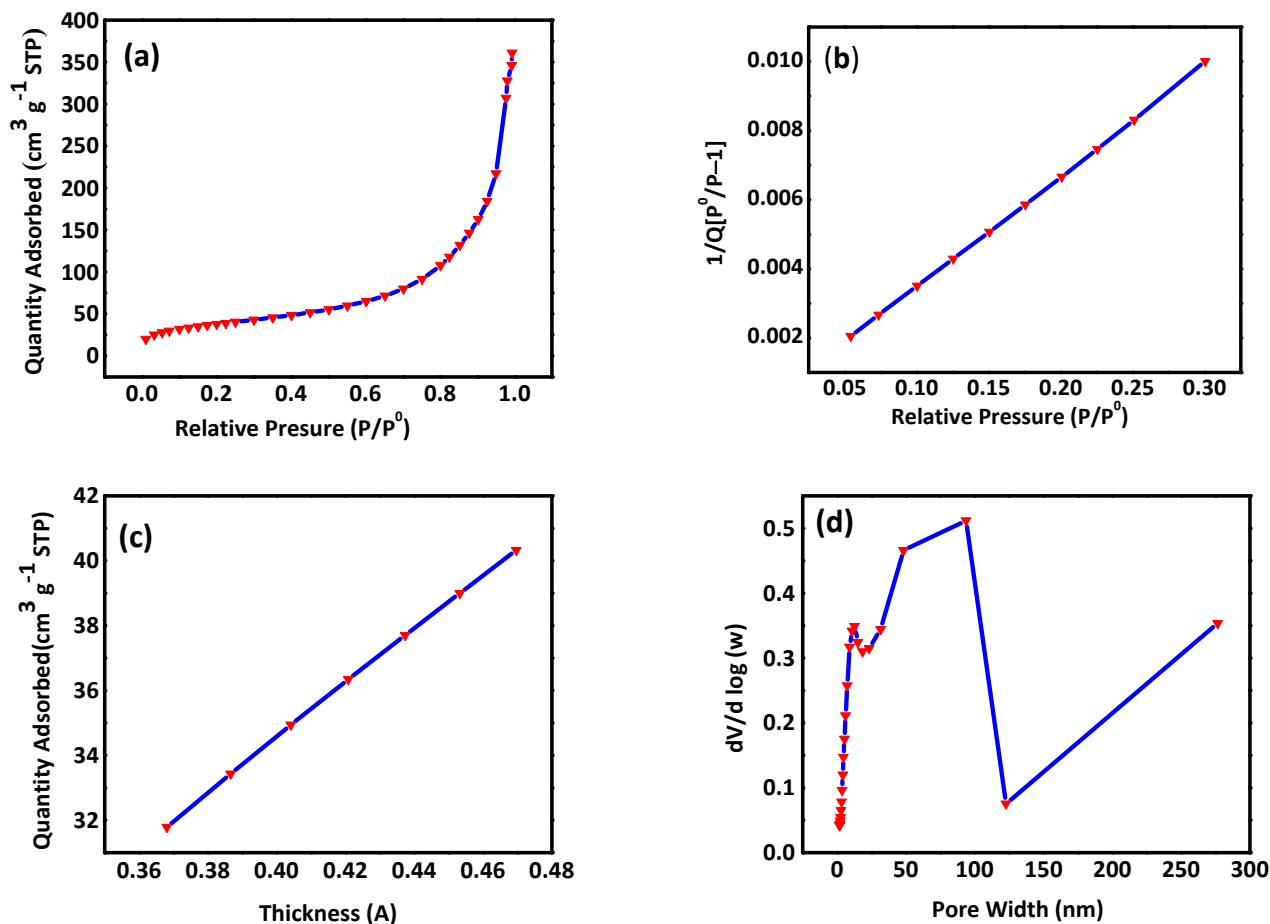 (a)
Quantity Adsorbed (cm³ g⁻¹ STP)
400
350
300
250
200
150
100
50
0
0.0 0.2 0.4 0.6 0.8 1.0
Relative Presure (P/P⁰)
(b)
1/Q[P⁰/P−1]
0.010
0.008
0.006
0.004
0.002
0.05 0.10 0.15 0.20 0.25 0.30
Relative Pressure (P/P⁰)
(c)
Quantity Adsorbed(cm³ g⁻¹ STP)
42
40
38
36
34
32
0.36 0.38 0.40 0.42 0.44 0.46 0.48
Thickness (A)
(d)
dV/d log (w)
0.5
0.4
0.3
0.2
0.1
0.0
0 50 100 150 200 250 300
Pore Width (nm)